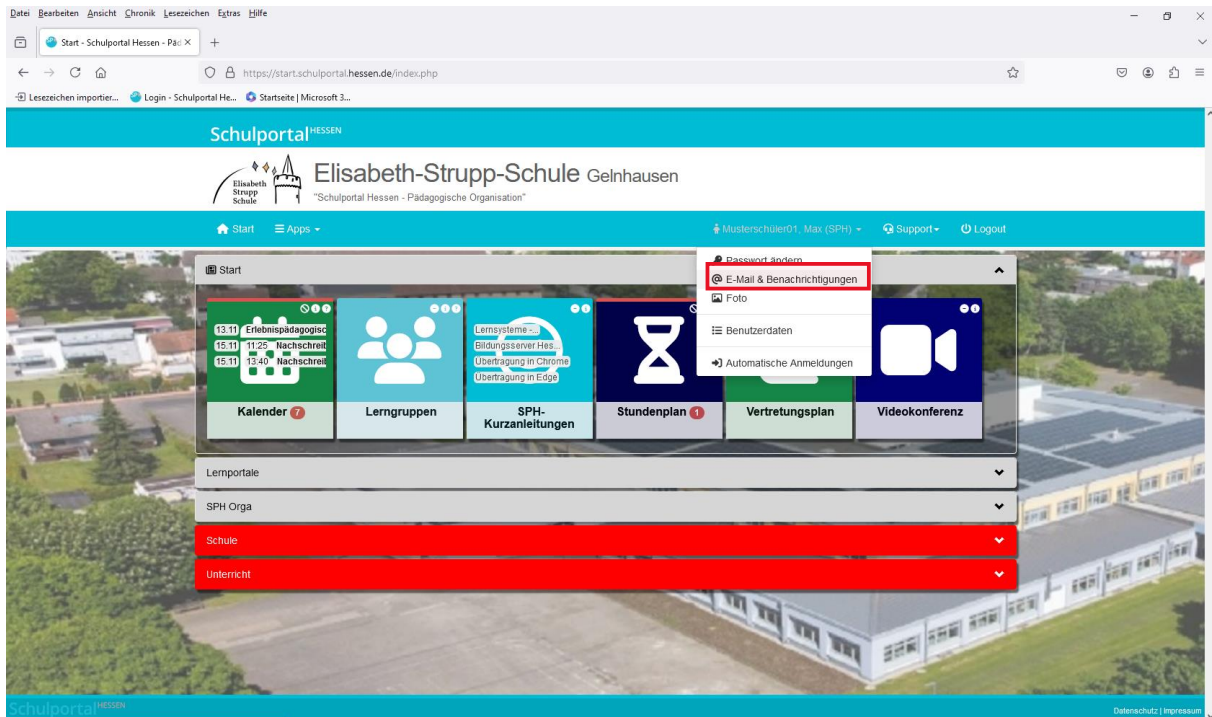 Datei Bearbeiten Ansicht Chronik Lesezeichen Extras Hilfe
Start - Schulportal Hessen - Päd
https://start.schulportal.hessen.de/index.php
Lesezeichen importier... Login - Schulportal He... Startseite | Microsoft 3...
Schulportal HESSEN
Elisabeth Strupp Schule
Elisabeth-Strupp-Schule Gelnhausen
"Schulportal Hessen - Pädagogische Organisation"
Start Apps Musterschüler01, Max (SPH) Support Logout
Passwort ändern
E-Mail & Benachrichtigungen
Foto
Benutzerdaten
Automatische Anmeldungen
Start
13.11 Erlebnispädagogisc
15.11 11:25 Nachschreib
15.11 13:40 Nachschreib
Kalender 7
Lerngruppen
Lernsysteme -...
Bildungsserver Hes...
Übertragung in Chrome
Übertragung in Edge
SPH-
Kurzanleitungen
Stundenplan 1
Vertretungsplan
Videokonferenz
Lernportale
SPH Orga
Schule
Unterricht
Schulportal HESSEN
Datenschutz | Impressum